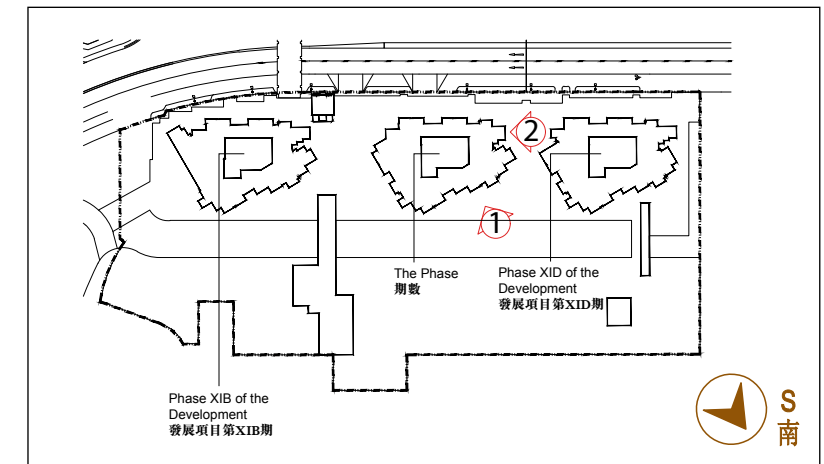 2
1
The Phase
期數
Phase XID of the
Development
發展項目第XID期
Phase XIB of the
Development
發展項目第XIB期
S
南